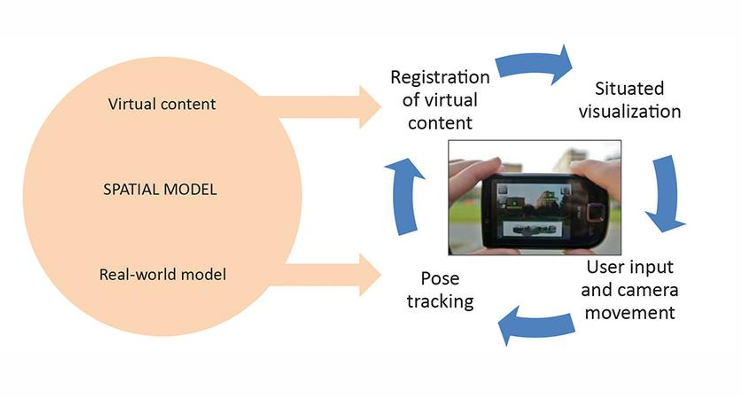 Virtual content
SPATIAL MODEL
Real-world model
Registration
of virtual
content
Situated
visualization
User input
and camera
movement
Pose
tracking